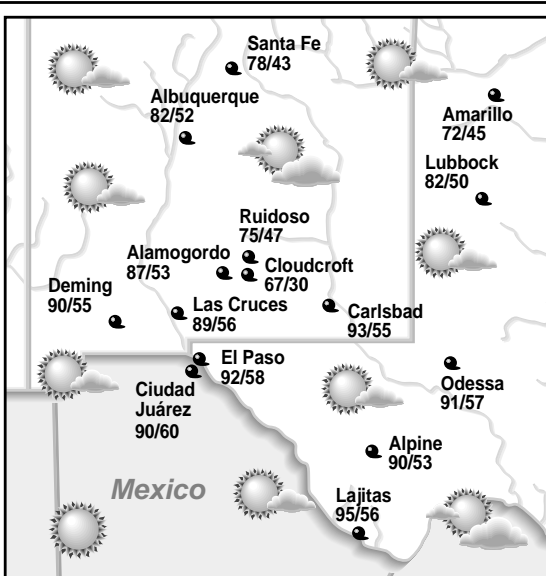 Santa Fe
78/43
Albuquerque
82/52
Amarillo
72/45
Lubbock
82/50
Ruidoso
75/47
Alamogordo
87/53
Cloudcroft
67/30
Deming
90/55
Las Cruces
89/56
Carlsbad
93/55
El Paso
92/58
Ciudad
Juárez
90/60
Odessa
91/57
Alpine
90/53
Mexico
Lajitas
95/56